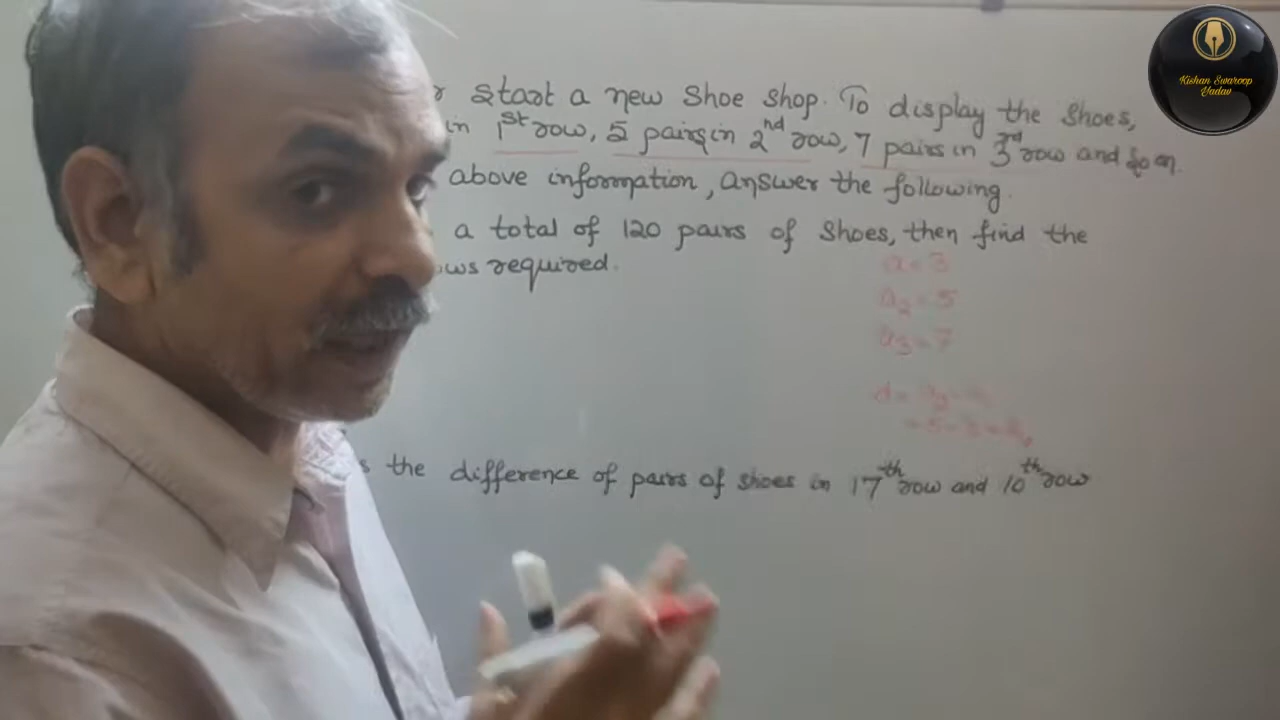 Start a new Shoe Shop. To display the Shoes,
in 1st row, 5 pairs in 2nd row, 7 pairs in 3rd row and so on.
above information, answer the following.
a total of 120 pairs of Shoes, then find the
required.
a = 3
a2 = 5
a3 = 7
d =
the difference of pairs of shoes in 17th row and 10th row
Kishan Swaroop
Yadav